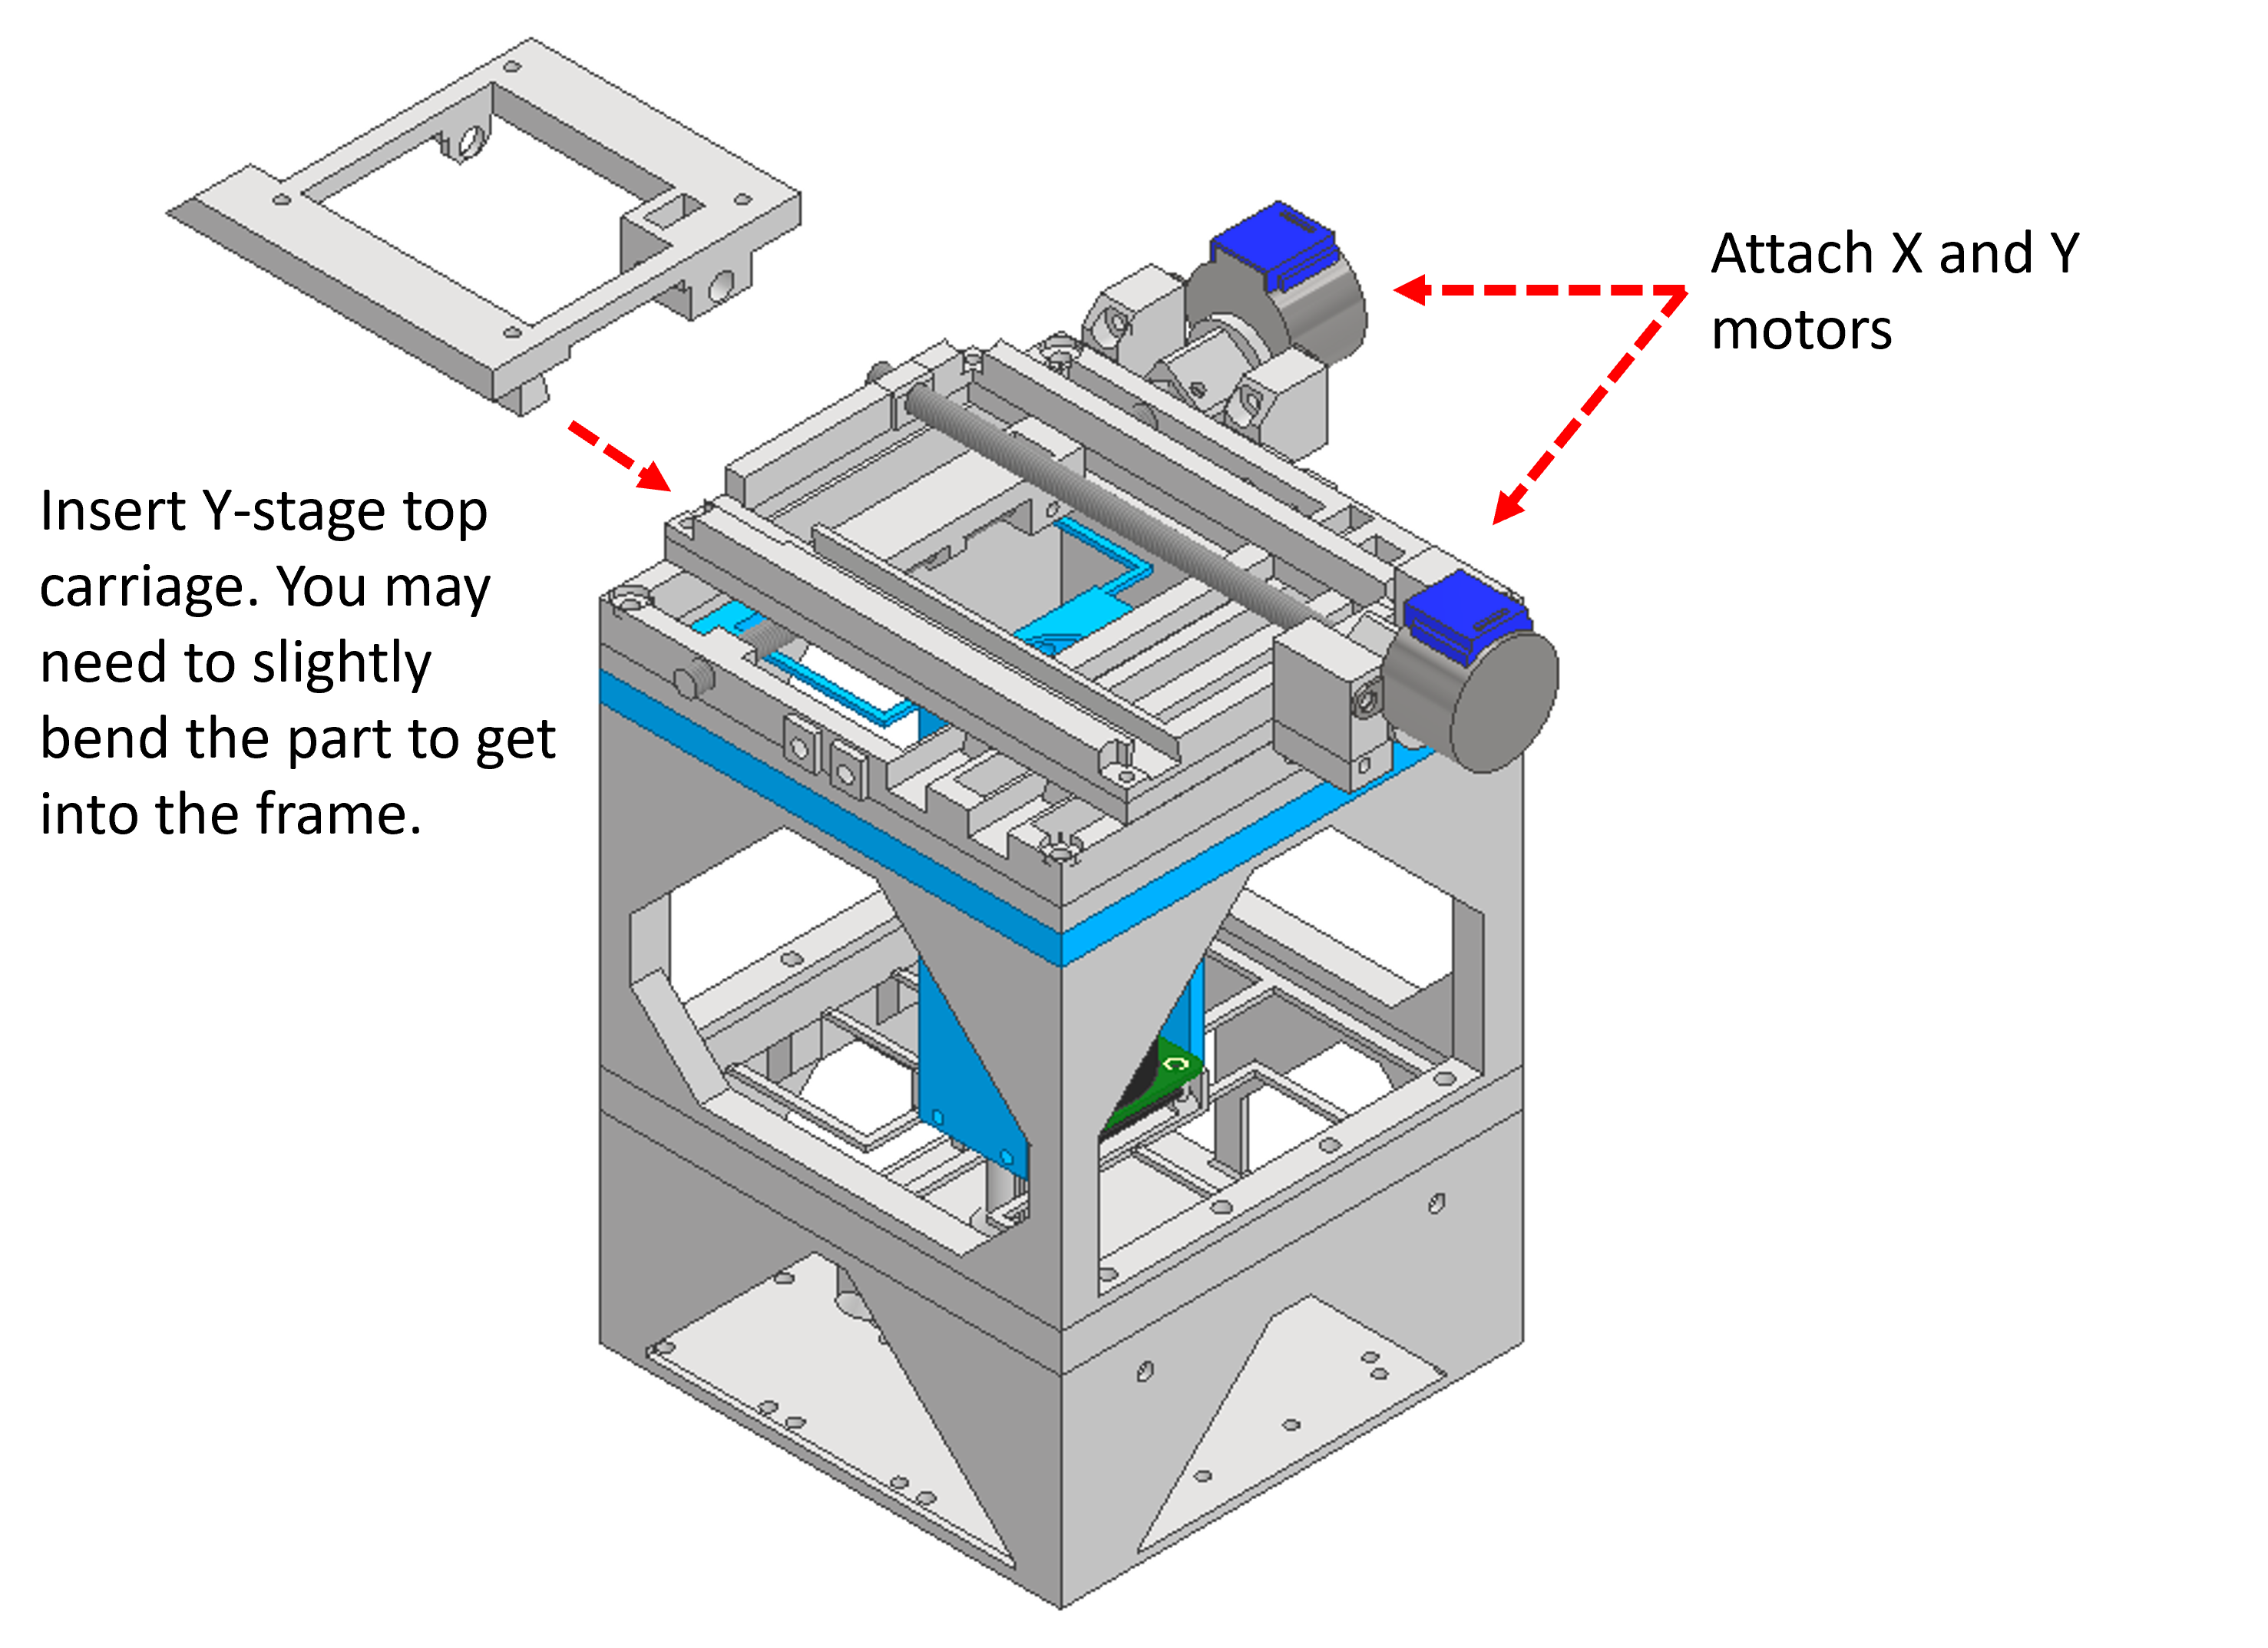 Attach X and Y
motors
Insert Y-stage top
carriage. You may
need to slightly
bend the part to get
into the frame.
C